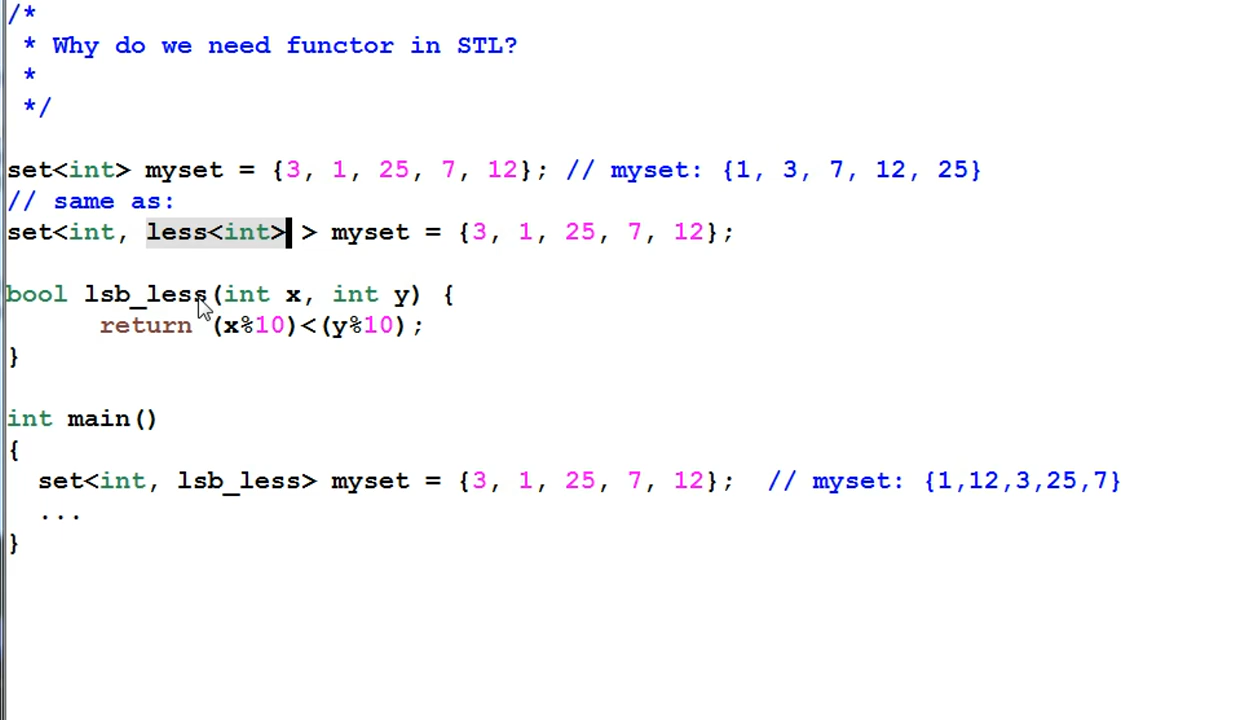 /*
* Why do we need functor in STL?
*
*/
set<int> myset = {3, 1, 25, 7, 12}; // myset: {1, 3, 7, 12, 25}
// same as:
set<int, less<int> > myset = {3, 1, 25, 7, 12};
bool lsb_less(int x, int y) {
return (x%10)<(y%10);
}
int main()
{
set<int, lsb_less> myset = {3, 1, 25, 7, 12}; // myset: {1,12,3,25,7}
...
}